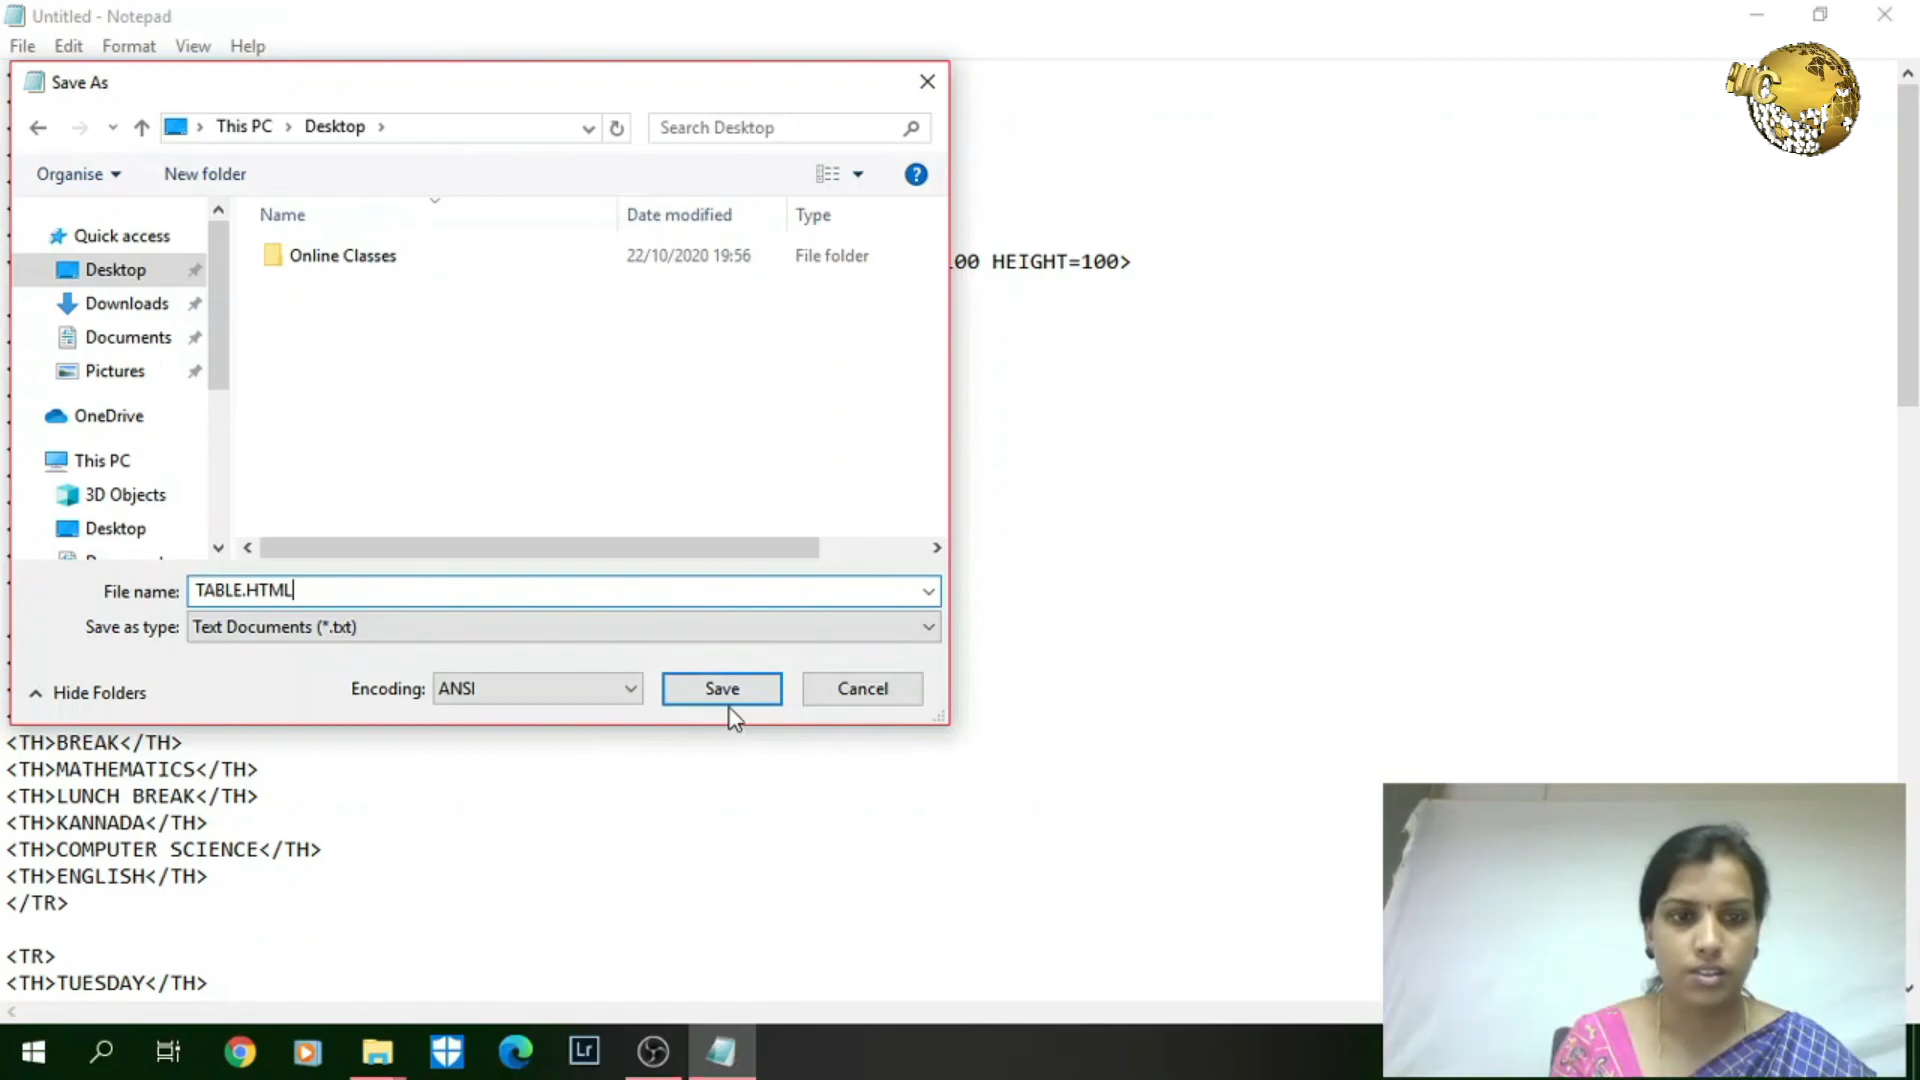 Untitled - Notepad
File Edit Format View Help
Save As
This PC Desktop
Search Desktop
Organise New folder
Name Date modified Type
Quick access
Online Classes 22/10/2020 19:56 File folder
00 HEIGHT=100>
Desktop
Downloads
Documents
Pictures
OneDrive
This PC
3D Objects
Desktop
File name: TABLE.HTML
Save as type: Text Documents (*.txt)
Hide Folders Encoding: ANSI Save Cancel
<TH>BREAK</TH>
<TH>MATHEMATICS</TH>
<TH>LUNCH BREAK</TH>
<TH>KANNADA</TH>
<TH>COMPUTER SCIENCE</TH>
<TH>ENGLISH</TH>
</TR>
<TR>
<TH>TUESDAY</TH>
Lr